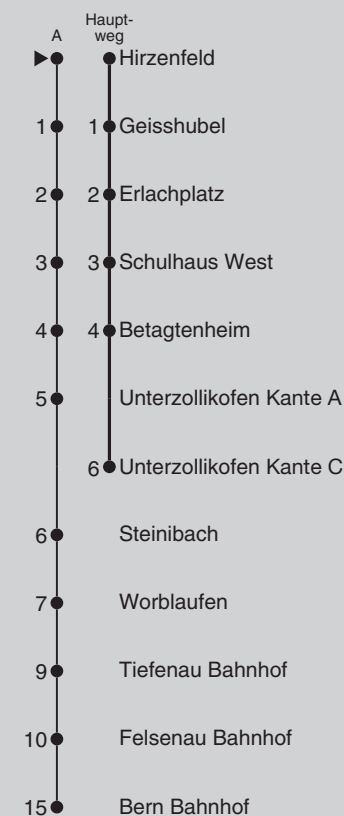 A Haupt-
weg
Hirzenfeld
1 1 Geisshubel
2 2 Erlachplatz
3 3 Schulhaus West
4 4 Betagtenheim
5 Unterzollikofen Kante A
6 Unterzollikofen Kante C
6 Steinibach
7 Worblaufen
9 Tiefenau Bahnhof
10 Felsenau Bahnhof
15 Bern Bahnhof